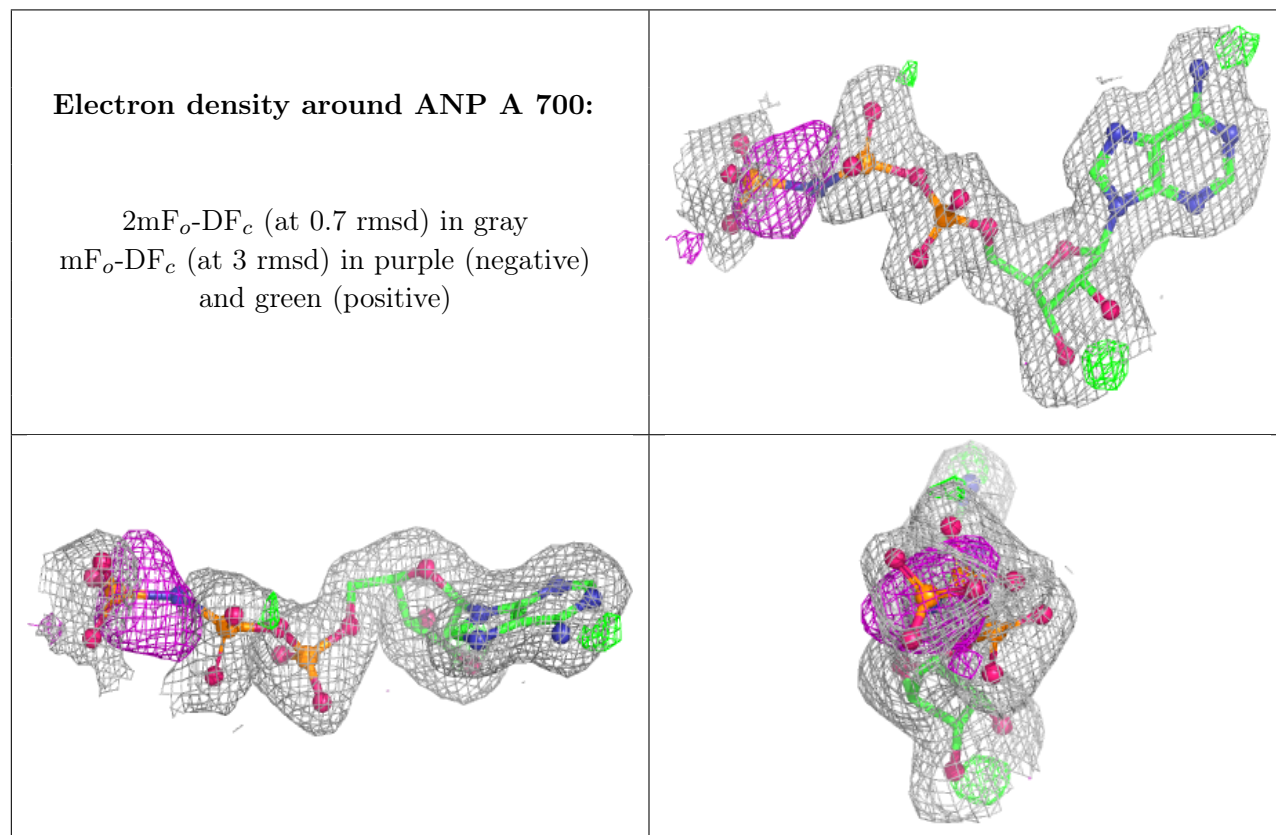 Electron density around ANP A 700:
2mFₒ-DF𝒸 (at 0.7 rmsd) in gray
mFₒ-DF𝒸 (at 3 rmsd) in purple (negative)
and green (positive)